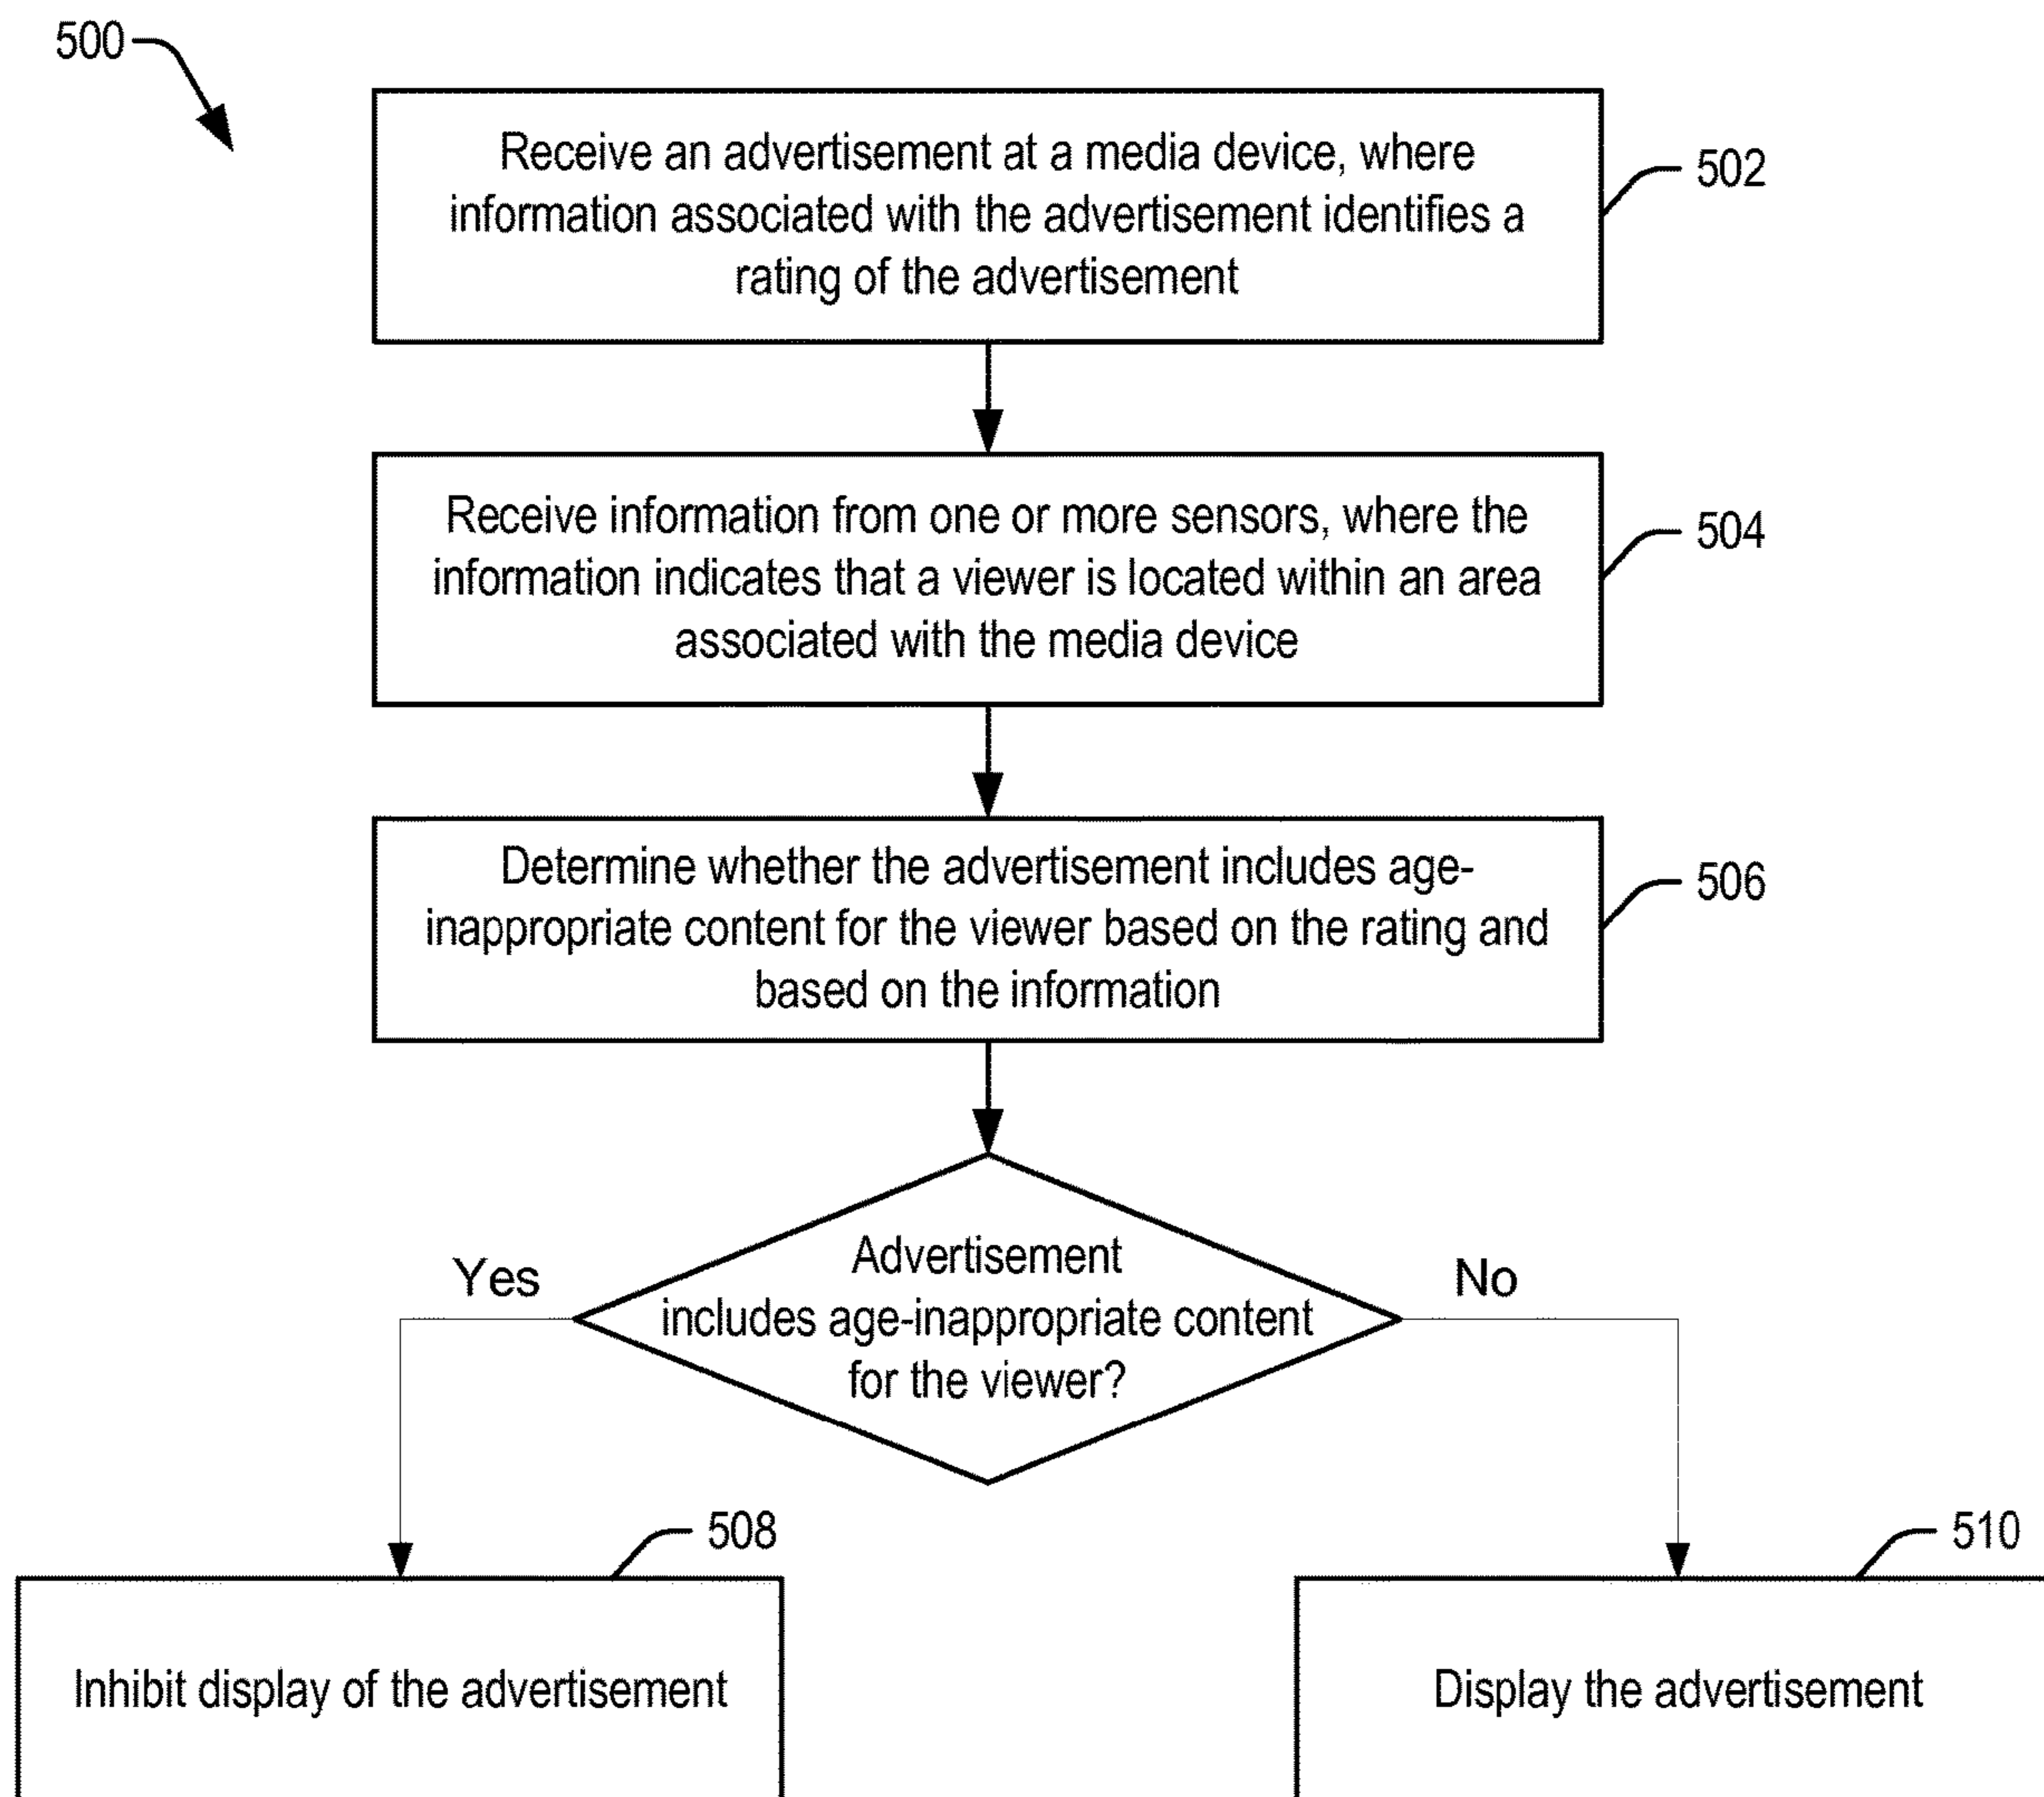 500
Receive an advertisement at a media device, where
information associated with the advertisement identifies a
rating of the advertisement
502
Receive information from one or more sensors, where the
information indicates that a viewer is located within an area
associated with the media device
504
Determine whether the advertisement includes age-
inappropriate content for the viewer based on the rating and
based on the information
506
Advertisement
includes age-inappropriate content
for the viewer?
Yes
No
508
Inhibit display of the advertisement
510
Display the advertisement